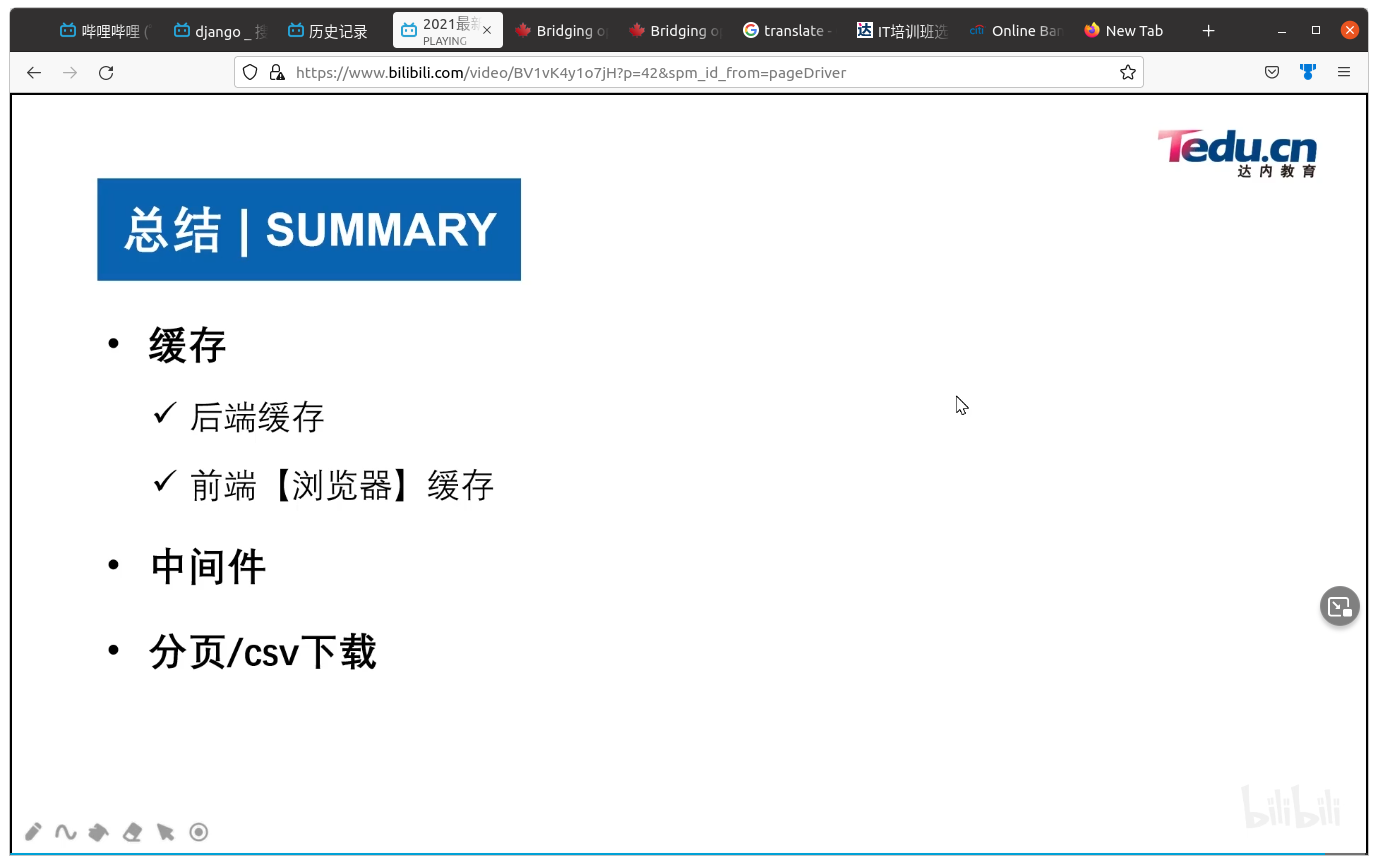 哔哩哔哩 (
django _ 搜
历史记录
2021最新
PLAYING
Bridging o
Bridging o
translate -
IT培训班选
citi
Online Ban
New Tab
https://www.bilibili.com/video/BV1vK4y1o7jH?p=42&spm_id_from=pageDriver
Tedu.cn
达内教育
总结 | SUMMARY
• 缓存
✓ 后端缓存
✓ 前端【浏览器】缓存
• 中间件
• 分页/csv下载
bilibili